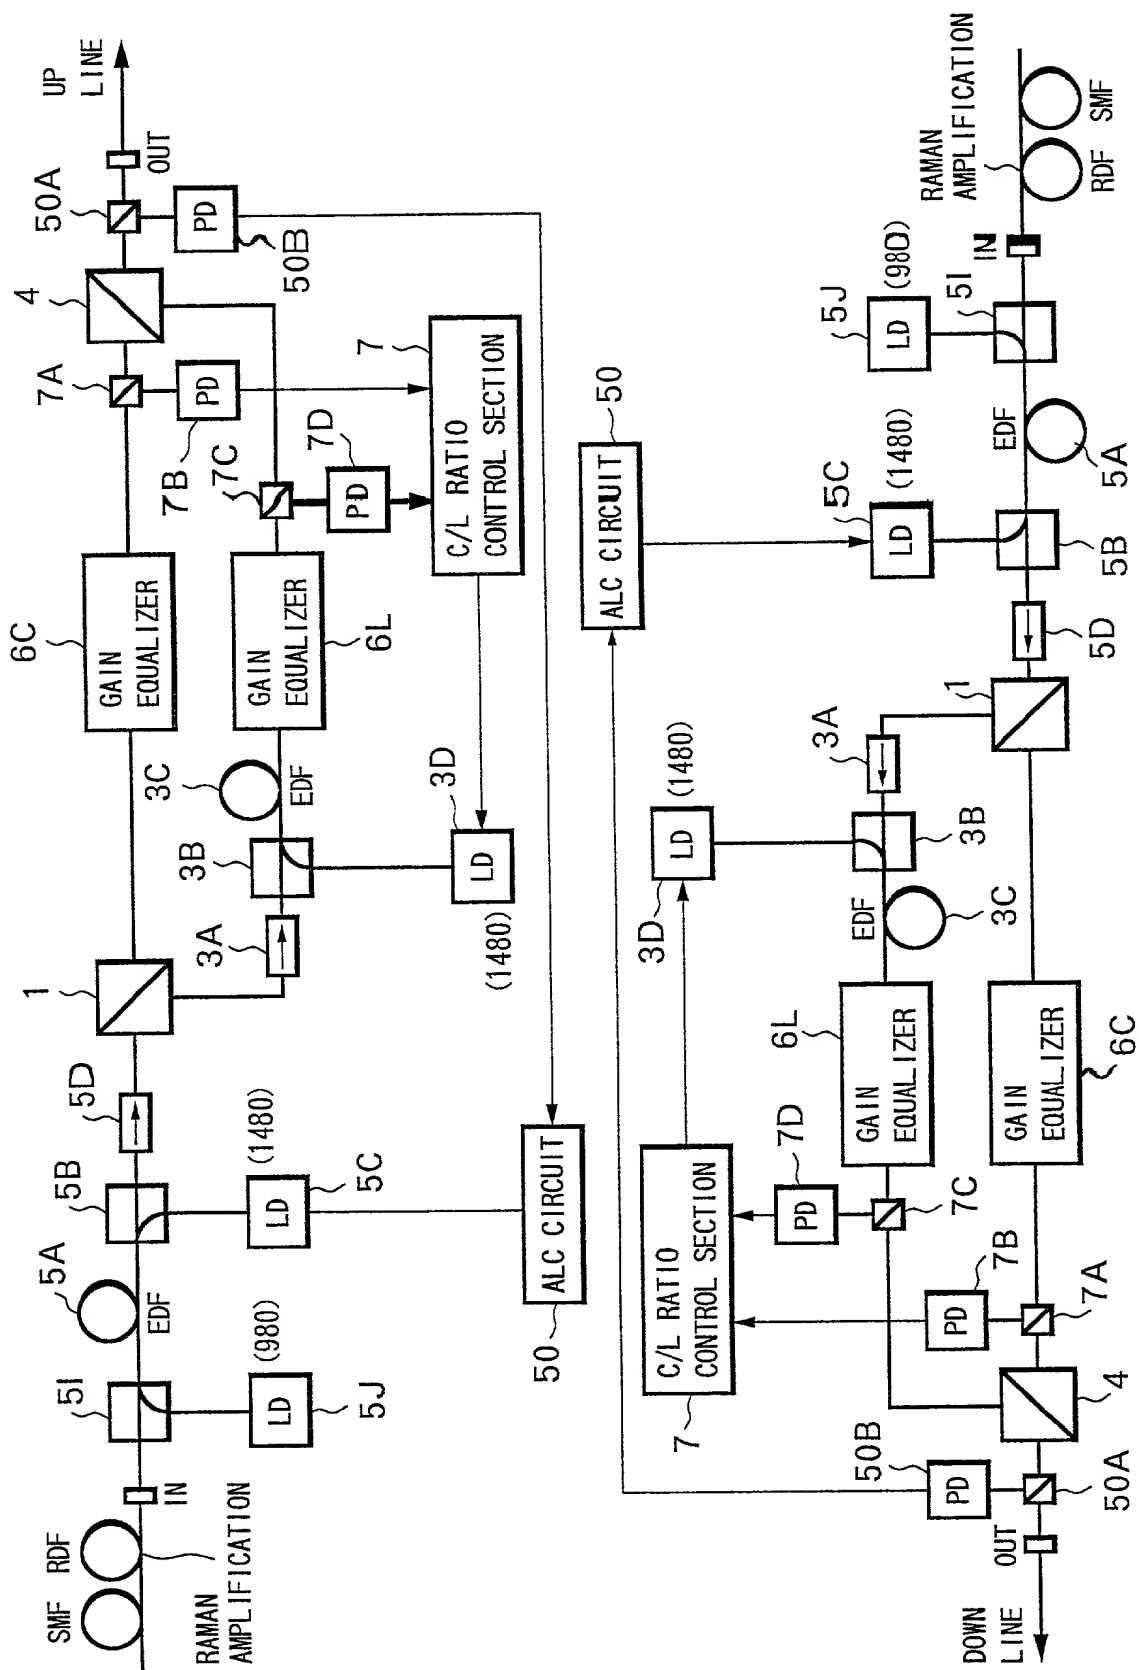 SMF
RDF
RAMAN
AMPLIFICATION
IN
5I
LD
(980)
5J
5A
EDF
5B
LD
(1480)
5C
5D
ALC CIRCUIT
50
1
3A
3B
3C
EDF
LD
3D
(1480)
6C
GAIN
EQUALIZER
GAIN
EQUALIZER
6L
7A
PD
7B
7C
PD
7D
7
C/L RATIO
CONTROL SECTION
4
50A
PD
50B
OUT
UP
LINE
RAMAN
AMPLIFICATION
SMF
RDF
IN
5I
5J
LD
(98D)
EDF
5A
5C
LD
(1480)
5B
5D
50
ALC CIRCUIT
1
3A
3B
LD
(1480)
3D
EDF
3C
6L
GAIN
EQUALIZER
GAIN
EQUALIZER
6C
7D
PD
7C
7B
PD
7A
C/L RATIO
CONTROL SECTION
7
4
50B
PD
50A
OUT
DOWN
LINE